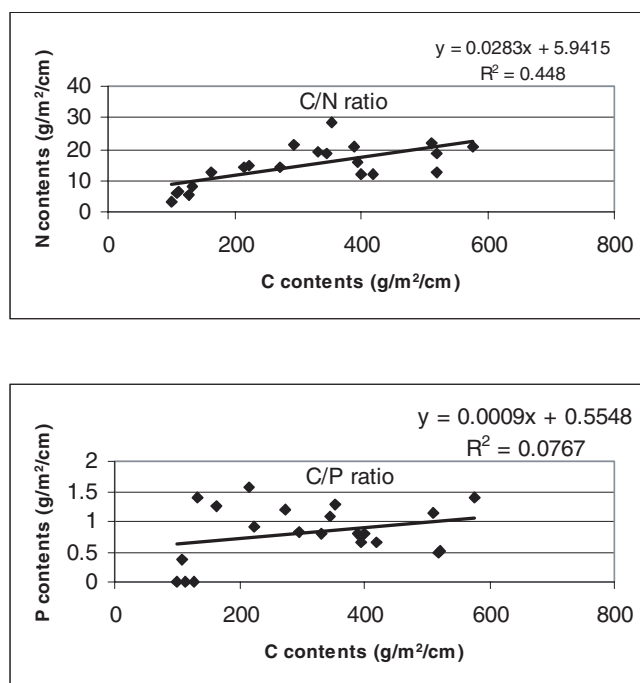 y = 0.0283x + 5.9415
R² = 0.448
C/N ratio
N contents (g/m²/cm)
40
30
20
10
0
0 200 400 600 800
C contents (g/m²/cm)
y = 0.0009x + 0.5548
R² = 0.0767
C/P ratio
P contents (g/m²/cm)
2
1.5
1
0.5
0
0 200 400 600 800
C contents (g/m²/cm)